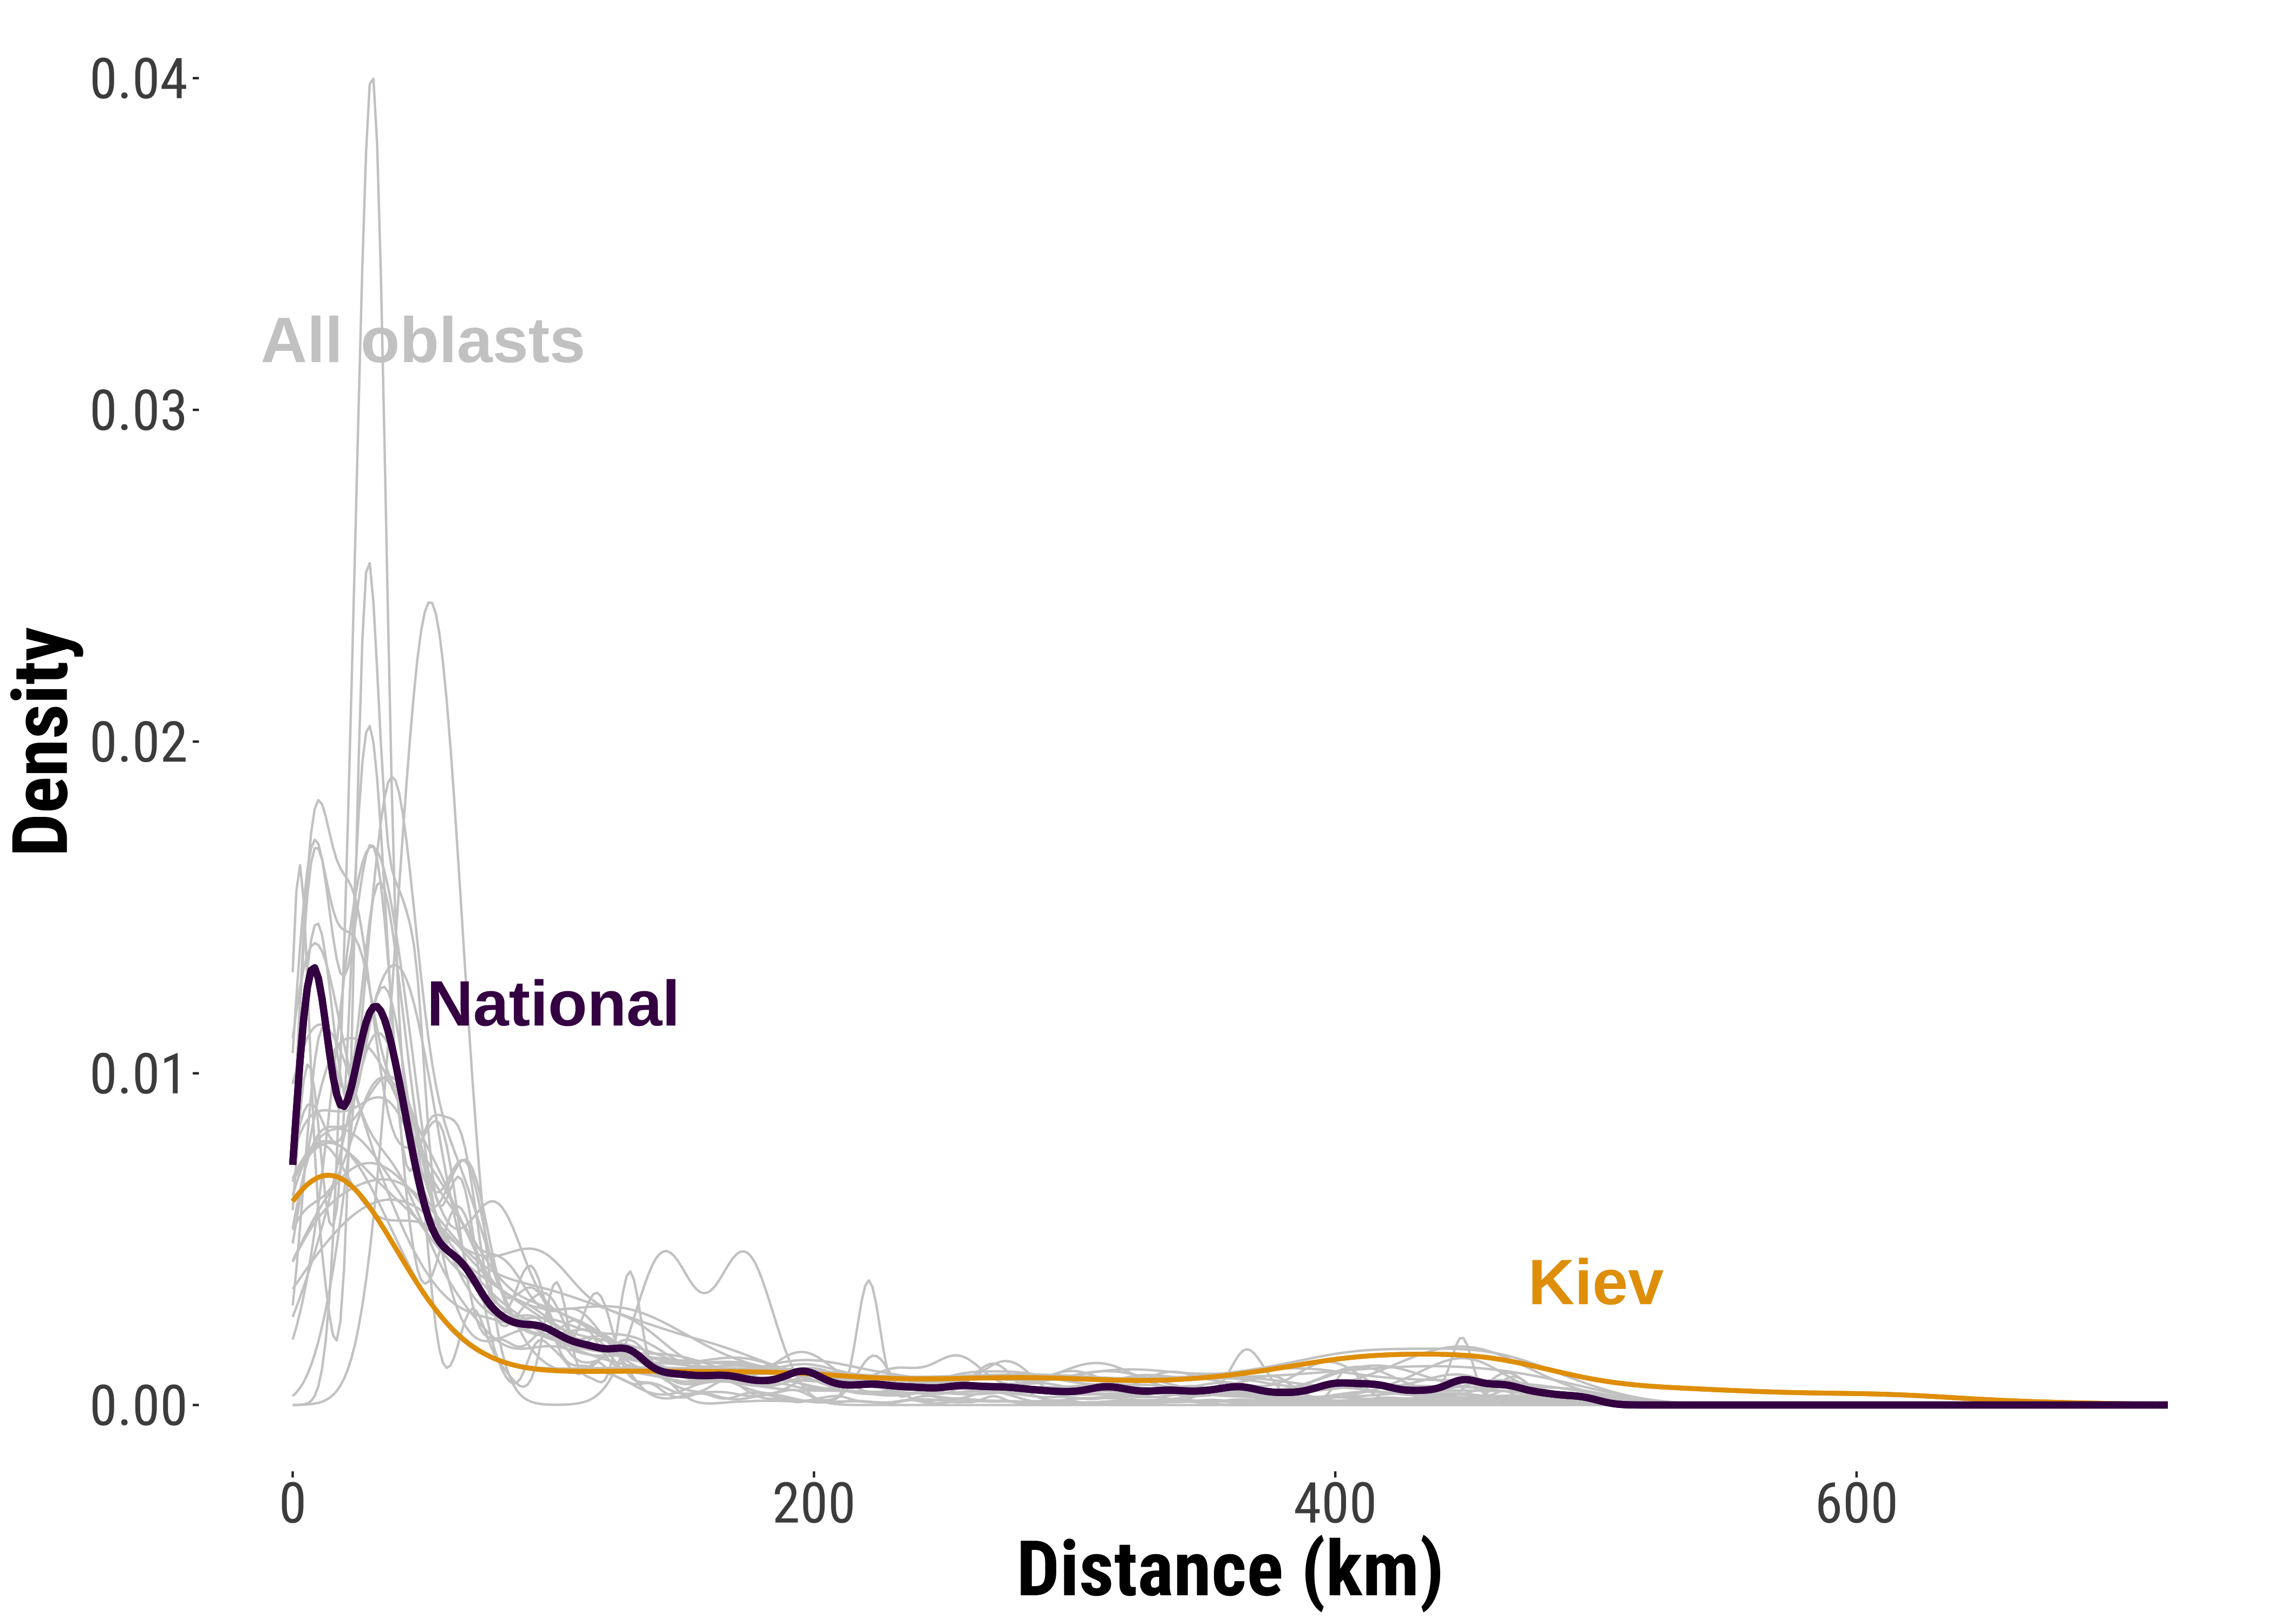 0.04
All oblasts
0.03
Density
0.02
National
0.01
Kiev
0.00
0 200 400 600
Distance (km)